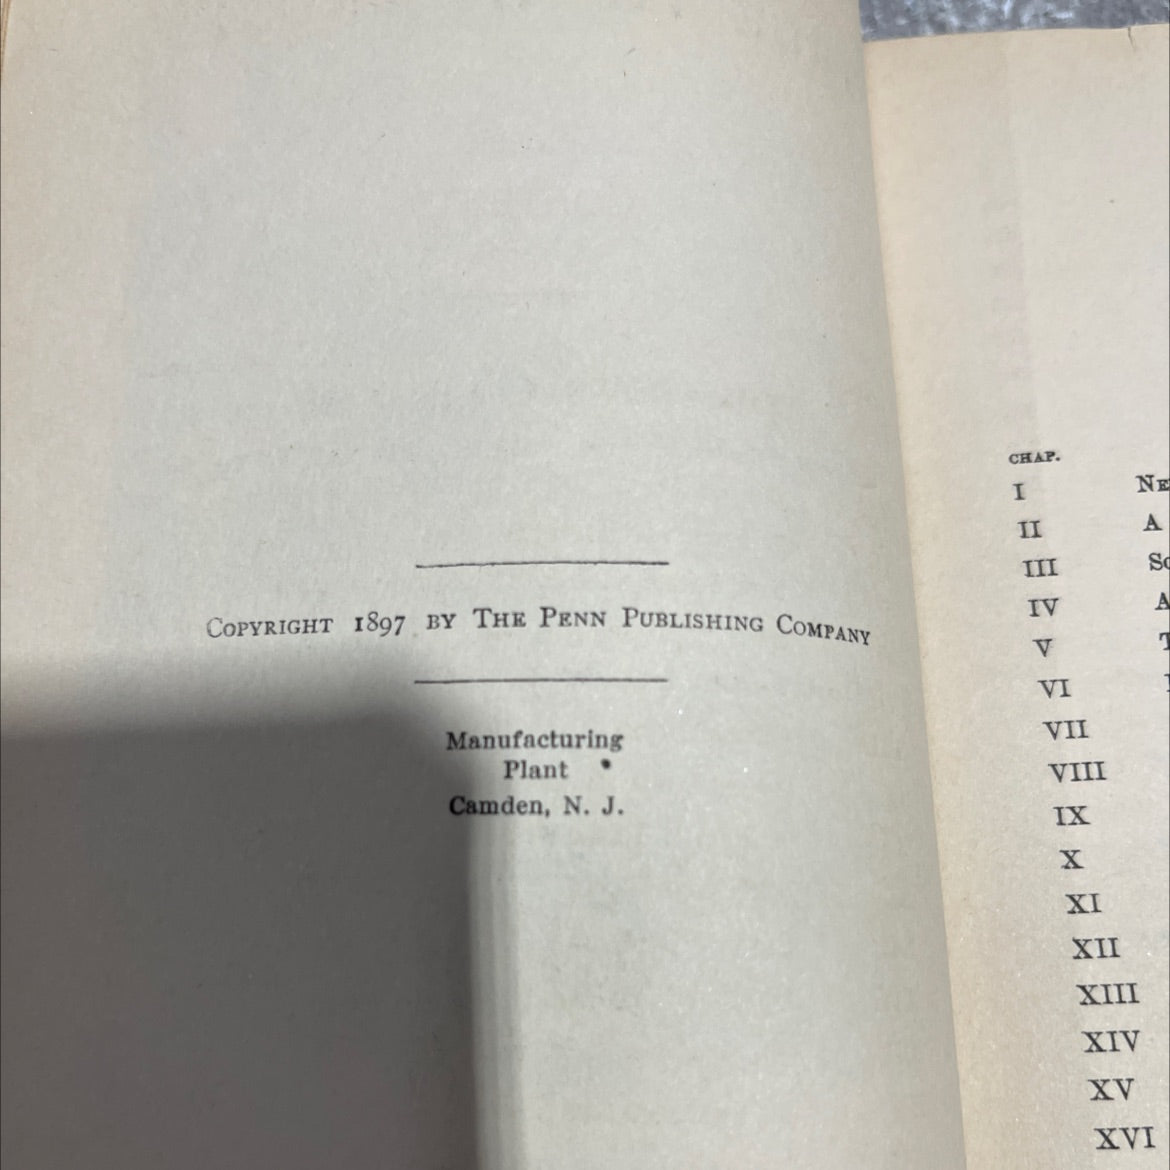 COPYRIGHT 1897 BY THE PENN PUBLISHING COMPANY
Manufacturing
Plant
Camden, N. J.
CHAP.
I
II A
III
IV
V
VI
VII
VIII
IX
X
XI
XII
XIII
XIV
XV
XVI